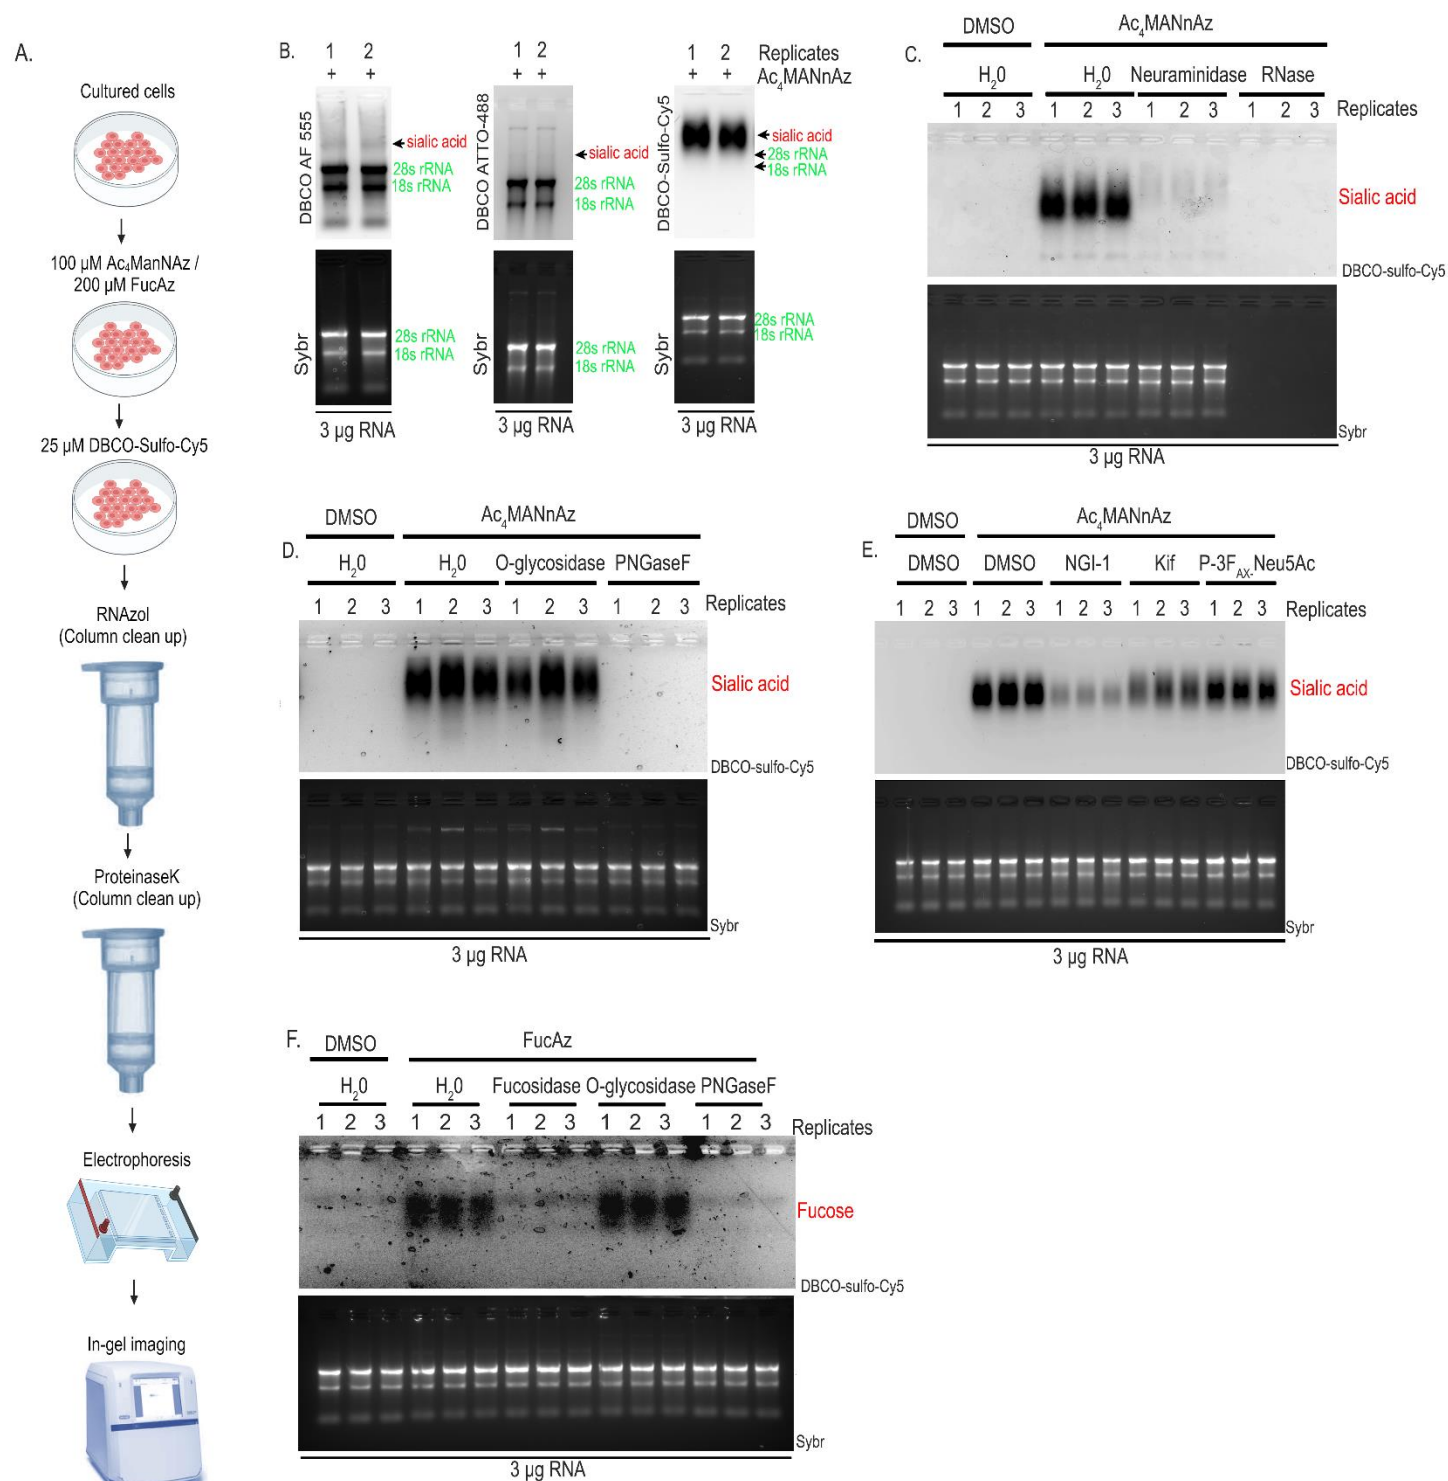 A.
Cultured cells
100 µM Ac₄ManNAz /
200 µM FucAz
25 µM DBCO-Sulfo-Cy5
RNAzol
(Column clean up)
ProteinaseK
(Column clean up)
Electrophoresis
In-gel imaging
B.
1 2
+ +
DBCO AF 555
sialic acid
28s rRNA
18s rRNA
Sybr
28s rRNA
18s rRNA
3 µg RNA
1 2
+ +
DBCO ATTO-488
sialic acid
28s rRNA
18s rRNA
Sybr
28s rRNA
18s rRNA
3 µg RNA
1 2 Replicates
+ + Ac₄MANnAz
DBCO-Sulfo-Cy5
sialic acid
28s rRNA
18s rRNA
Sybr
28s rRNA
18s rRNA
3 µg RNA
C.
DMSO Ac₄MANnAz
H₂0 H₂0 Neuraminidase RNase
1 2 3 1 2 3 1 2 3 1 2 3 Replicates
Sialic acid
DBCO-sulfo-Cy5
Sybr
3 µg RNA
D.
DMSO Ac₄MANnAz
H₂0 H₂0 O-glycosidase PNGaseF
1 2 3 1 2 3 1 2 3 1 2 3 Replicates
Sialic acid
DBCO-sulfo-Cy5
Sybr
3 µg RNA
E.
DMSO Ac₄MANnAz
DMSO DMSO NGI-1 Kif P-3F_AX-Neu5Ac
1 2 3 1 2 3 1 2 3 1 2 3 1 2 3 Replicates
Sialic acid
DBCO-sulfo-Cy5
Sybr
3 µg RNA
F.
DMSO FucAz
H₂0 H₂0 Fucosidase O-glycosidase PNGaseF
1 2 3 1 2 3 1 2 3 1 2 3 1 2 3 Replicates
Fucose
DBCO-sulfo-Cy5
Sybr
3 µg RNA